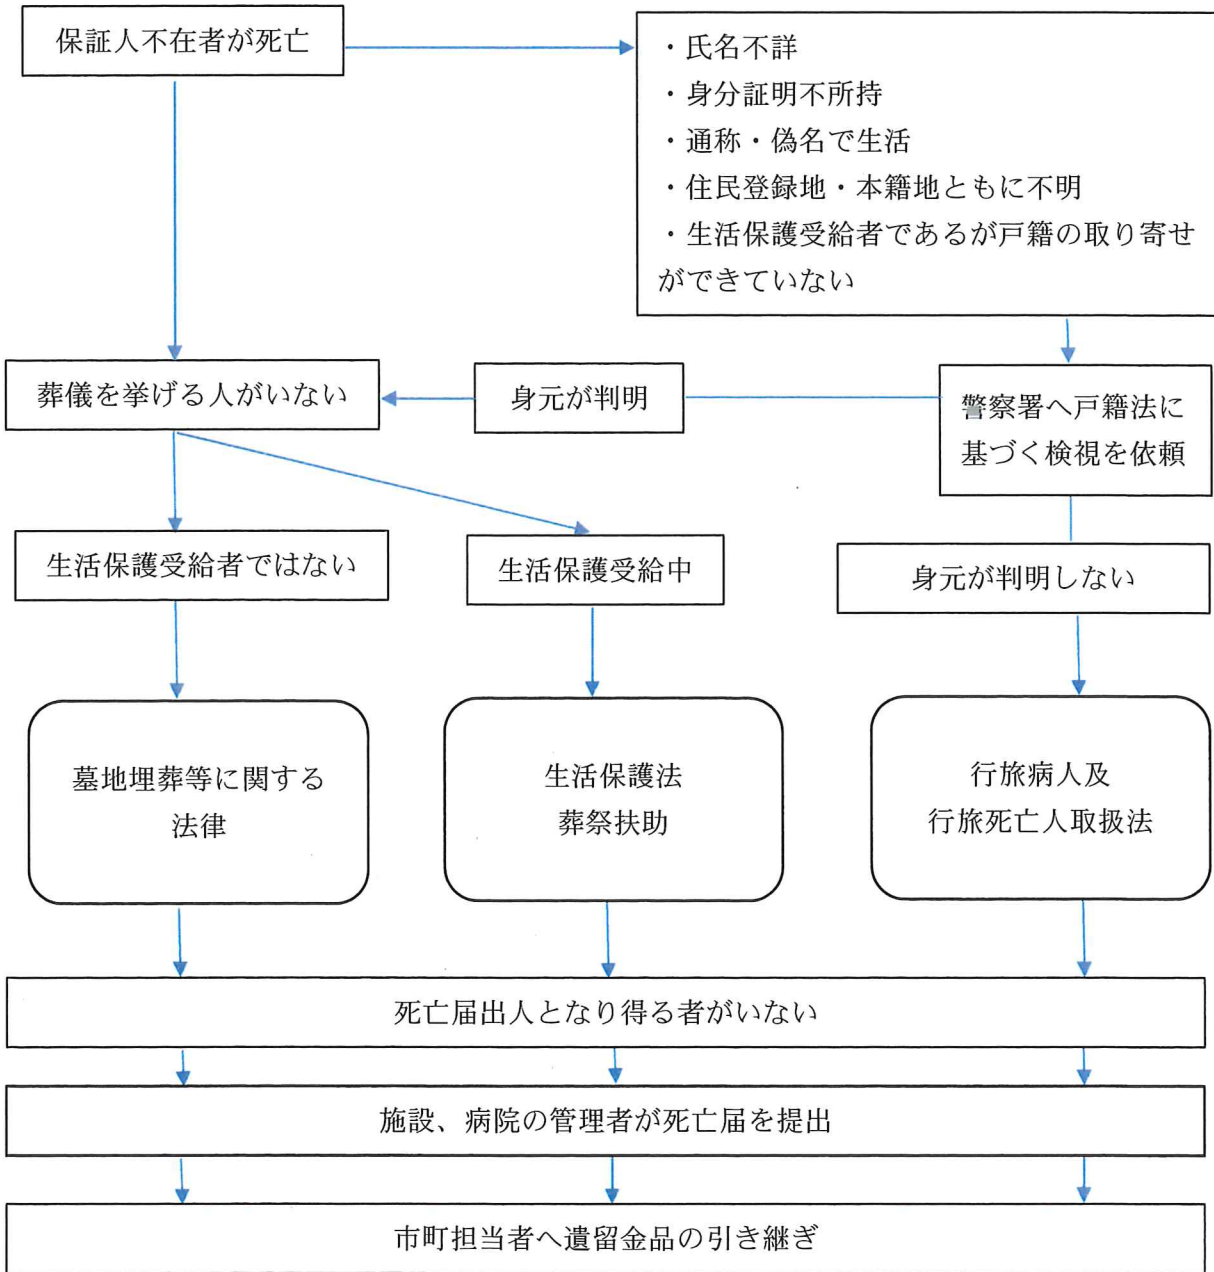 保証人不在者が死亡
・氏名不詳
・身分証明不所持
・通称・偽名で生活
・住民登録地・本籍地ともに不明
・生活保護受給者であるが戸籍の取り寄せ
ができていない
葬儀を挙げる人がいない
身元が判明
警察署へ戸籍法に
基づく検視を依頼
生活保護受給者ではない
生活保護受給中
身元が判明しない
墓地埋葬等に関する
法律
生活保護法
葬祭扶助
行旅病人及
行旅死亡人取扱法
死亡届出人となり得る者がいない
施設、病院の管理者が死亡届を提出
市町担当者へ遺留金品の引き継ぎ